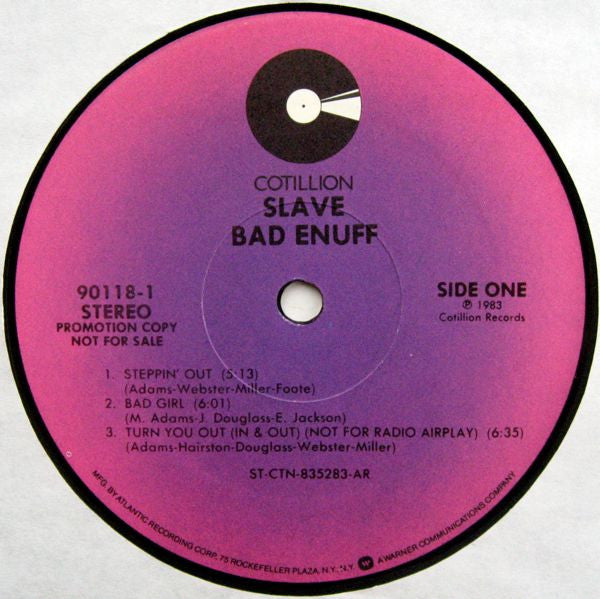 COTILLION
SLAVE
BAD ENUFF
90118-1
STEREO
PROMOTION COPY
NOT FOR SALE
SIDE ONE
℗ 1983
Cotillion Records
1. STEPPIN' OUT (5:13)
(Adams-Webster-Miller-Foote)
2. BAD GIRL (6:01)
(M. Adams-J. Douglass-E. Jackson)
3. TURN YOU OUT (IN & OUT) (NOT FOR RADIO AIRPLAY) (6:35)
(Adams-Hairston-Douglass-Webster-Miller)
ST-CTN-835283-AR
MFG. BY ATLANTIC RECORDING CORP. 75 ROCKEFELLER PLAZA, N.Y., N.Y. W A WARNER COMMUNICATIONS COMPANY